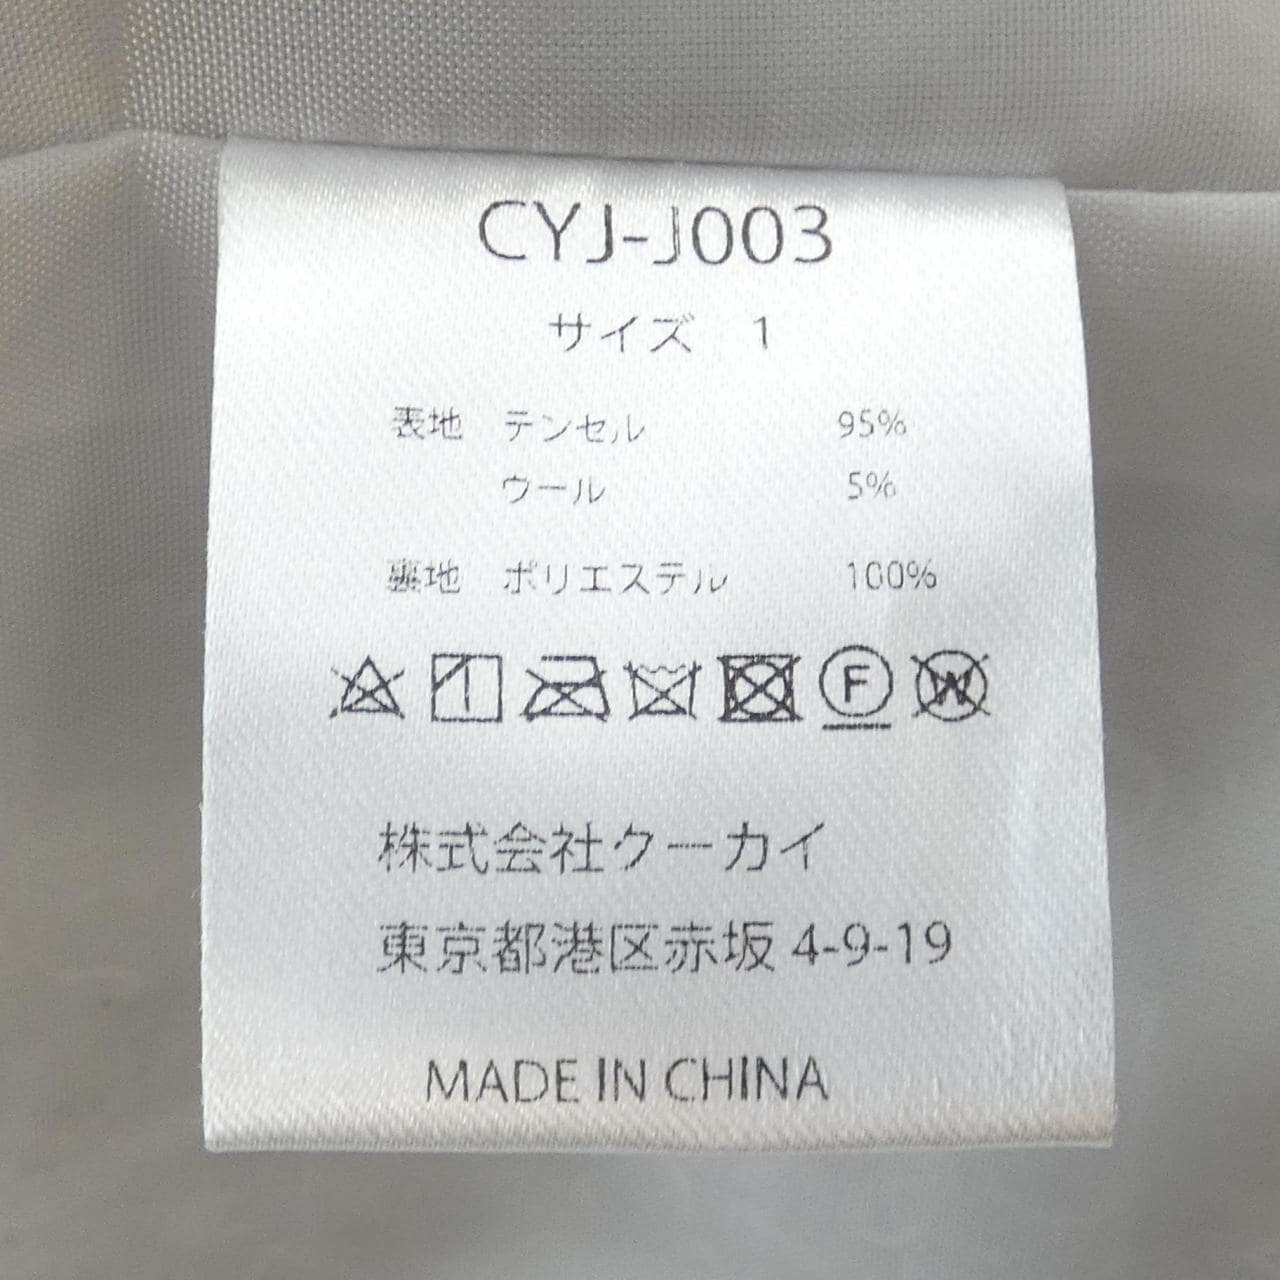 CYJ-J003
サイズ 1
表地 テンセル 95%
ウール 5%
裏地 ポリエステル 100%
F W
株式会社クーカイ
東京都港区赤坂 4-9-19
MADE IN CHINA